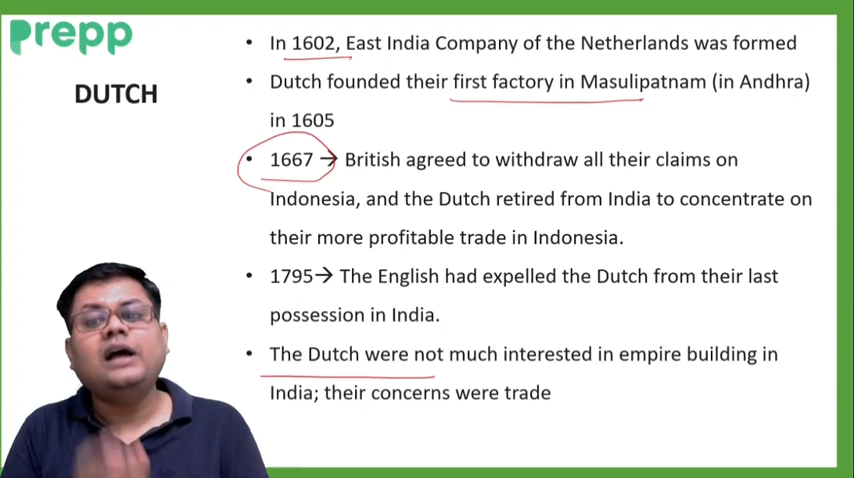 prepp
DUTCH
• In 1602, East India Company of the Netherlands was formed
• Dutch founded their first factory in Masulipatnam (in Andhra)
in 1605
• 1667 → British agreed to withdraw all their claims on
Indonesia, and the Dutch retired from India to concentrate on
their more profitable trade in Indonesia.
• 1795→ The English had expelled the Dutch from their last
possession in India.
• The Dutch were not much interested in empire building in
India; their concerns were trade